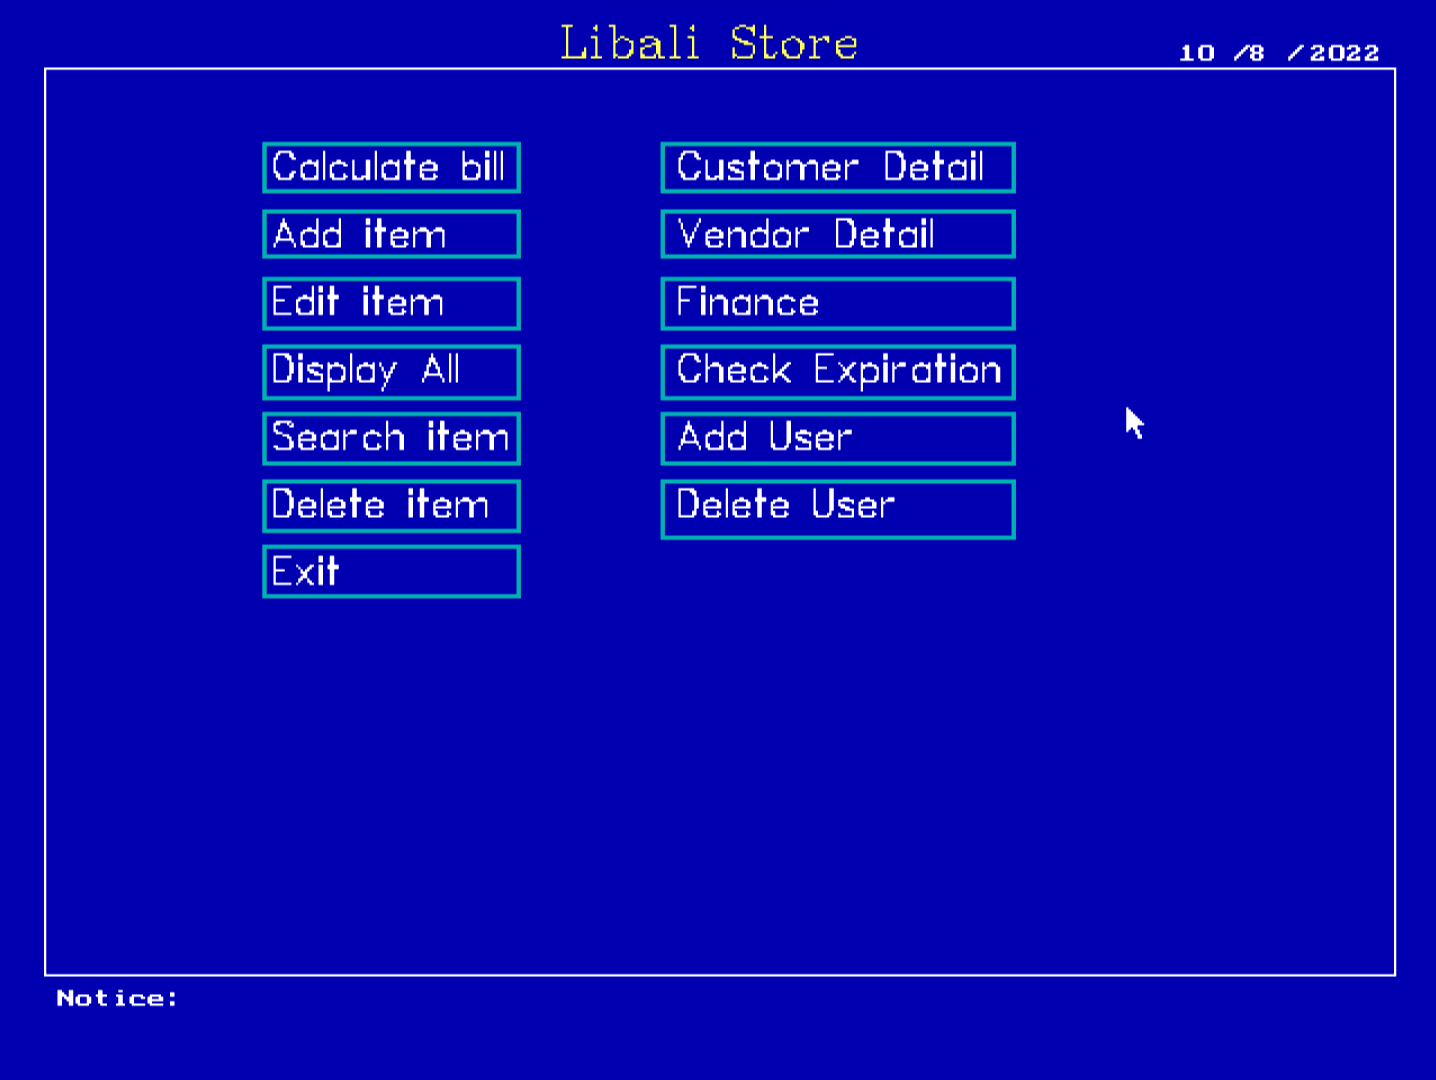 Libali Store
10 /8 /2022
Calculate bill
Add item
Edit item
Display All
Search item
Delete item
Exit
Customer Detail
Vendor Detail
Finance
Check Expiration
Add User
Delete User
Notice: